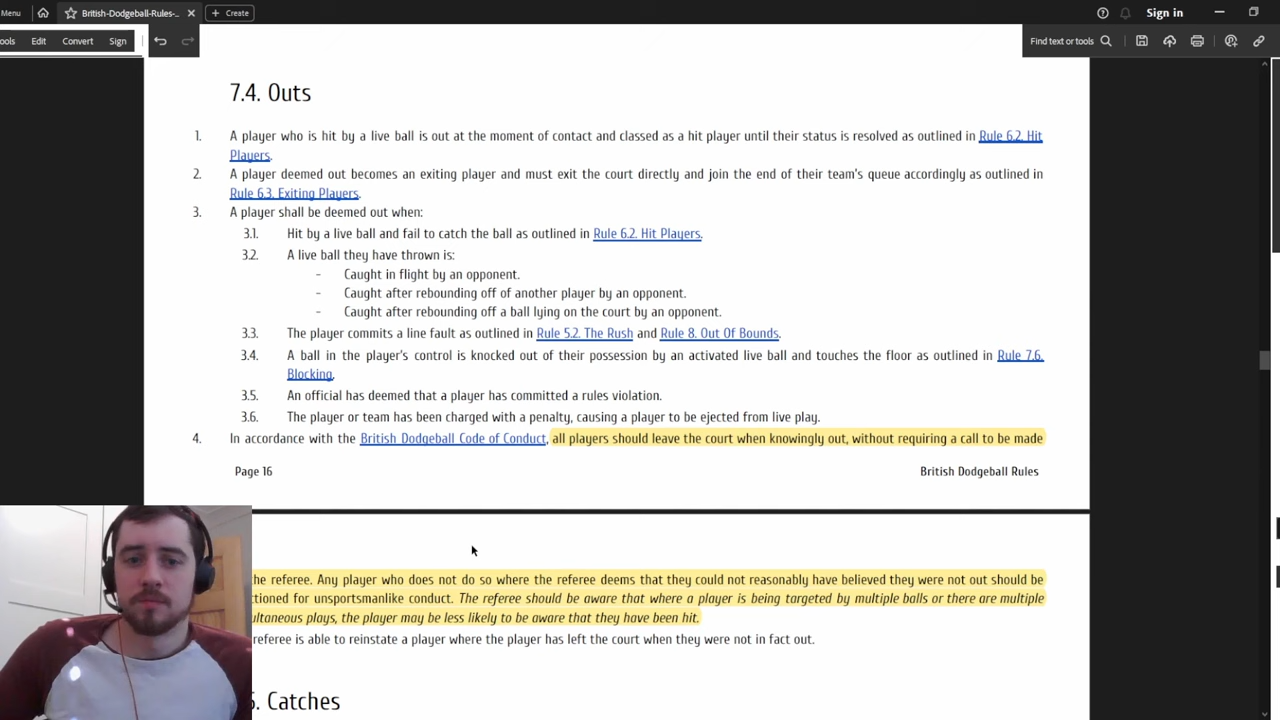 Menu
British-Dodgeball-Rules-...
Create
Sign in
ools Edit Convert Sign
Find text or tools
7.4. Outs
1. A player who is hit by a live ball is out at the moment of contact and classed as a hit player until their status is resolved as outlined in Rule 6.2. Hit
Players.
2. A player deemed out becomes an exiting player and must exit the court directly and join the end of their team's queue accordingly as outlined in
Rule 6.3. Exiting Players.
3. A player shall be deemed out when:
3.1. Hit by a live ball and fail to catch the ball as outlined in Rule 6.2. Hit Players.
3.2. A live ball they have thrown is:
- Caught in flight by an opponent.
- Caught after rebounding off of another player by an opponent.
- Caught after rebounding off a ball lying on the court by an opponent.
3.3. The player commits a line fault as outlined in Rule 5.2. The Rush and Rule 8. Out Of Bounds.
3.4. A ball in the player's control is knocked out of their possession by an activated live ball and touches the floor as outlined in Rule 7.6.
Blocking.
3.5. An official has deemed that a player has committed a rules violation.
3.6. The player or team has been charged with a penalty, causing a player to be ejected from live play.
4. In accordance with the British Dodgeball Code of Conduct, all players should leave the court when knowingly out, without requiring a call to be made
Page 16 British Dodgeball Rules
the referee. Any player who does not do so where the referee deems that they could not reasonably have believed they were not out should be
ctioned for unsportsmanlike conduct. The referee should be aware that where a player is being targeted by multiple balls or there are multiple
ultaneous plays, the player may be less likely to be aware that they have been hit.
referee is able to reinstate a player where the player has left the court when they were not in fact out.
5. Catches